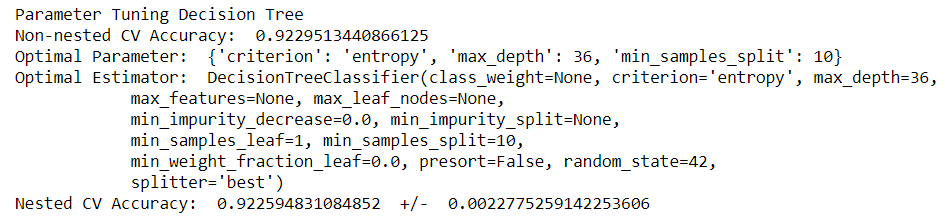 Parameter Tuning Decision Tree
Non-nested CV Accuracy:  0.9229513440866125
Optimal Parameter:  {'criterion': 'entropy', 'max_depth': 36, 'min_samples_split': 10}
Optimal Estimator:  DecisionTreeClassifier(class_weight=None, criterion='entropy', max_depth=36,
            max_features=None, max_leaf_nodes=None,
            min_impurity_decrease=0.0, min_impurity_split=None,
            min_samples_leaf=1, min_samples_split=10,
            min_weight_fraction_leaf=0.0, presort=False, random_state=42,
            splitter='best')
Nested CV Accuracy:  0.922594831084852  +/-  0.0022775259142253606